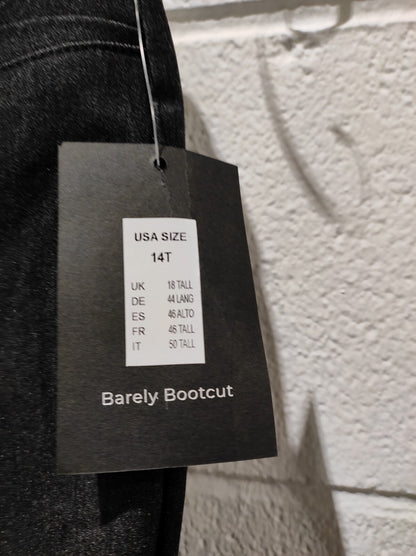 USA SIZE
14T
UK 18 TALL
DE 44 LANG
ES 46 ALTO
FR 46 TALL
IT 50 TALL
Barely Bootcut